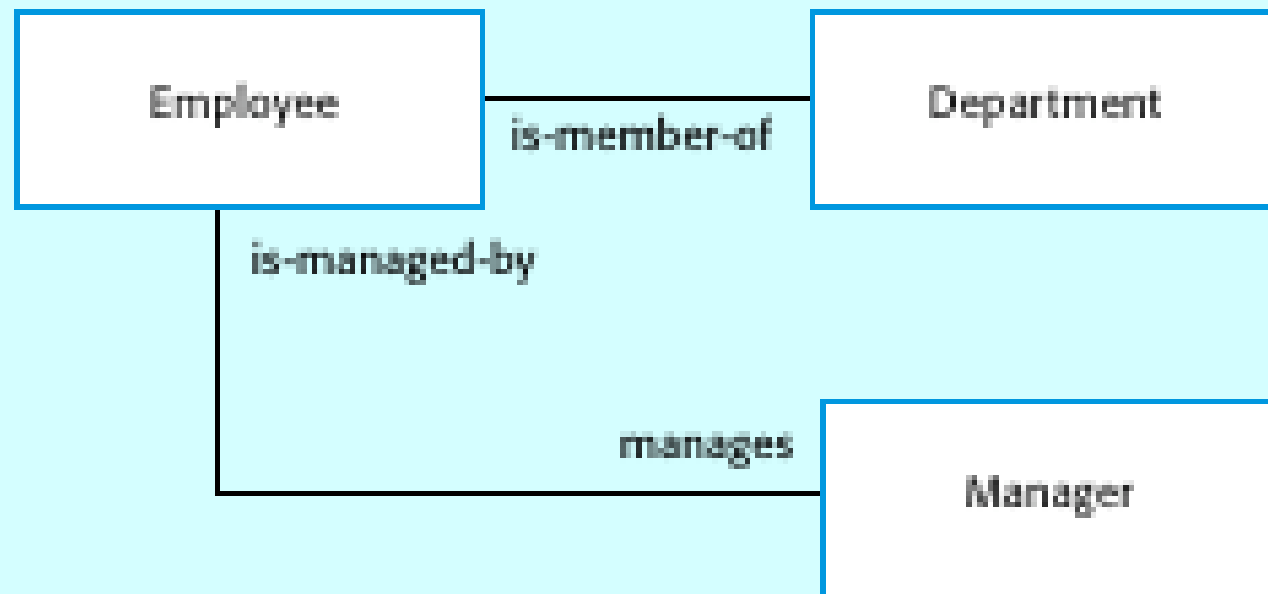 Employee
Department
is-member-of
is-managed-by
manages
Manager